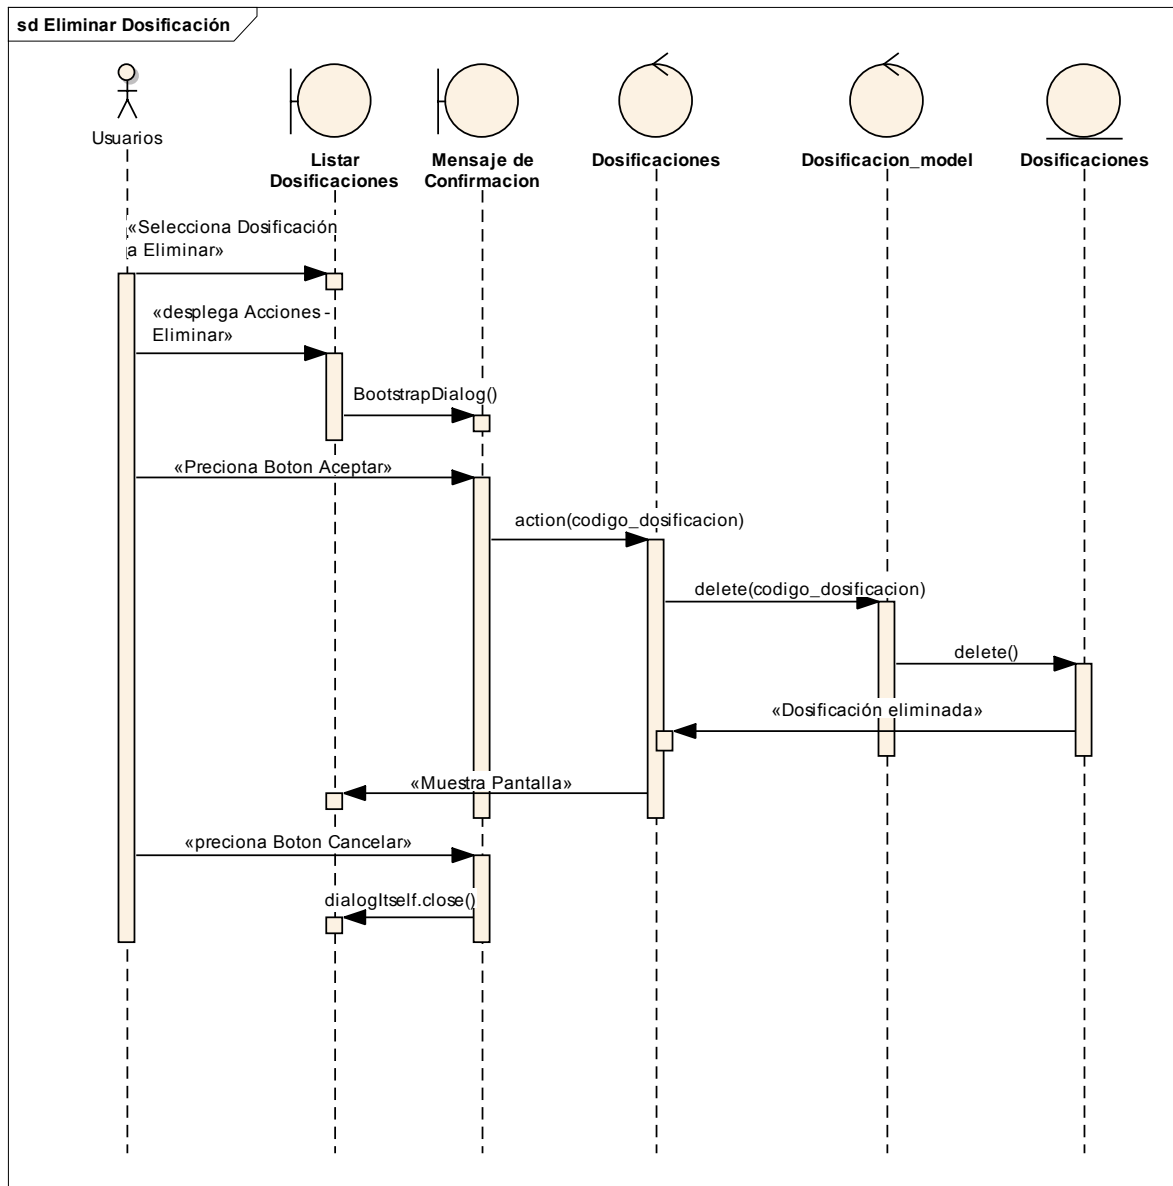 sd Eliminar Dosificación
Usuarios
Listar
Dosificaciones
Mensaje de
Confirmacion
Dosificaciones
Dosificacion_model
Dosificaciones
«Selecciona Dosificación
a Eliminar»
«desplega Acciones -
Eliminar»
BootstrapDialog()
«Preciona Boton Aceptar»
action(codigo_dosificacion)
delete(codigo_dosificacion)
delete()
«Dosificación eliminada»
«Muestra Pantalla»
«preciona Boton Cancelar»
dialogItself.close()